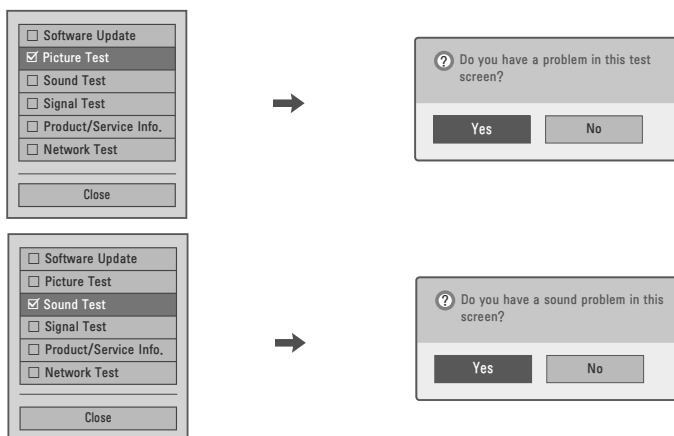 Software Update
Picture Test
Sound Test
Signal Test
Product/Service Info.
Network Test
Close
Do you have a problem in this test
screen?
Yes No
Software Update
Picture Test
Sound Test
Signal Test
Product/Service Info.
Network Test
Close
Do you have a sound problem in this
screen?
Yes No